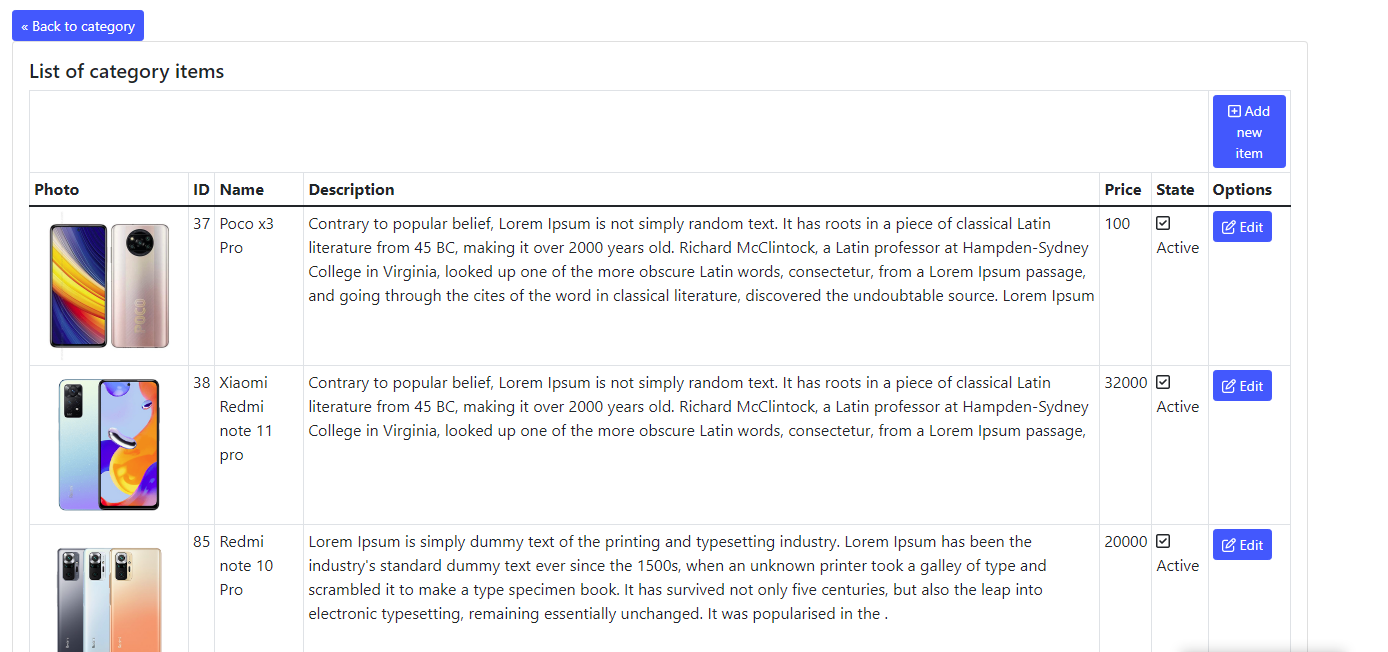 « Back to category
List of category items
Add
new
item
Photo ID Name Description Price State Options
37 Poco x3 Contrary to popular belief, Lorem Ipsum is not simply random text. It has roots in a piece of classical Latin 100 Edit
Pro literature from 45 BC, making it over 2000 years old. Richard McClintock, a Latin professor at Hampden-Sydney Active
College in Virginia, looked up one of the more obscure Latin words, consectetur, from a Lorem Ipsum passage,
and going through the cites of the word in classical literature, discovered the undoubtable source. Lorem Ipsum
POCO
38 Xiaomi Contrary to popular belief, Lorem Ipsum is not simply random text. It has roots in a piece of classical Latin 32000 Edit
Redmi literature from 45 BC, making it over 2000 years old. Richard McClintock, a Latin professor at Hampden-Sydney Active
note 11 College in Virginia, looked up one of the more obscure Latin words, consectetur, from a Lorem Ipsum passage,
pro
85 Redmi Lorem Ipsum is simply dummy text of the printing and typesetting industry. Lorem Ipsum has been the 20000 Edit
note 10 industry's standard dummy text ever since the 1500s, when an unknown printer took a galley of type and Active
Pro scrambled it to make a type specimen book. It has survived not only five centuries, but also the leap into
electronic typesetting, remaining essentially unchanged. It was popularised in the .